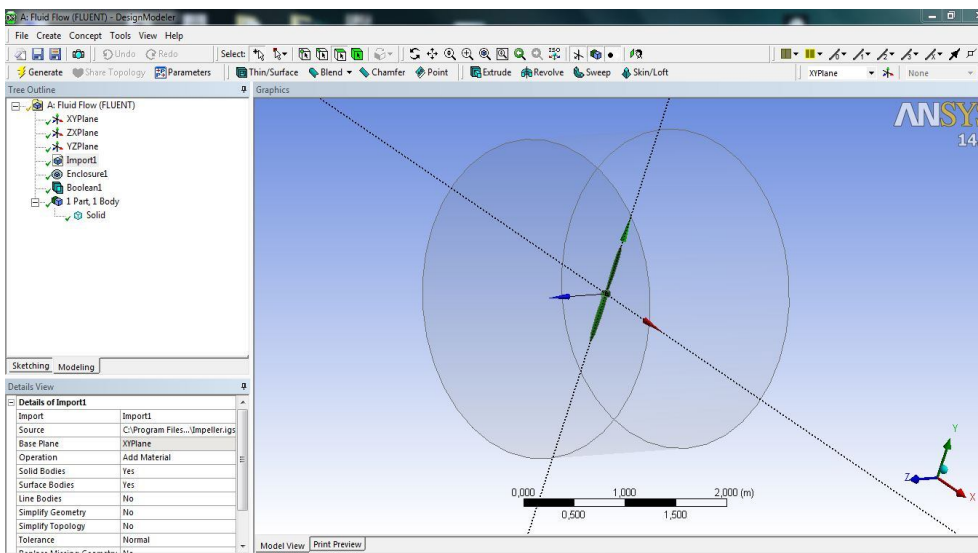 A: Fluid Flow (FLUENT) - DesignModeler
File Create Concept Tools View Help
Undo Redo Select:
Generate Share Topology Parameters Thin/Surface Blend Chamfer Point Extrude Revolve Sweep Skin/Loft XYPlane None
Tree Outline
A: Fluid Flow (FLUENT)
XYPlane
ZXPlane
YZPlane
Import1
Enclosure1
Boolean1
1 Part, 1 Body
Solid
Sketching Modeling
Details View
Details of Import1
Import Import1
Source C:\Program Files...\Impeller.igs
Base Plane XYPlane
Operation Add Material
Solid Bodies Yes
Surface Bodies Yes
Line Bodies No
Simplify Geometry No
Simplify Topology No
Tolerance Normal
Replace Missing Geometry No
Graphics
ANSYS
14
0,000 1,000 2,000 (m)
0,500 1,500
Y
Z
X
Model View Print Preview